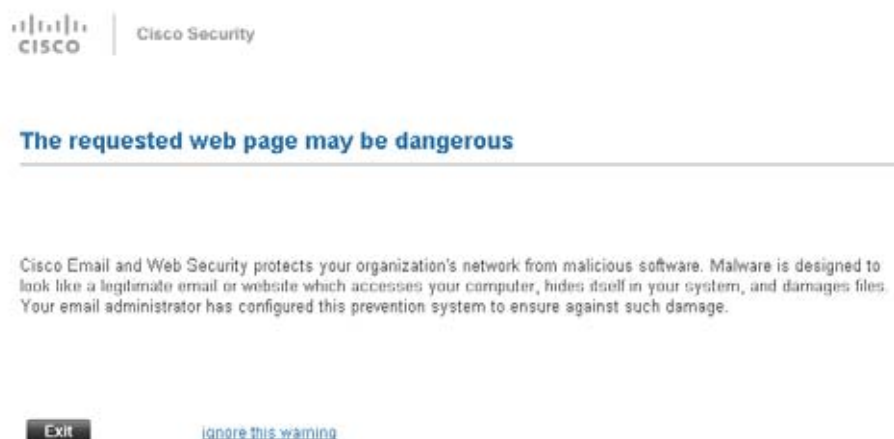 CISCO
Cisco Security
The requested web page may be dangerous
Cisco Email and Web Security protects your organization's network from malicious software. Malware is designed to
look like a legitimate email or website which accesses your computer, hides itself in your system, and damages files.
Your email administrator has configured this prevention system to ensure against such damage.
Exit
ignore this warning